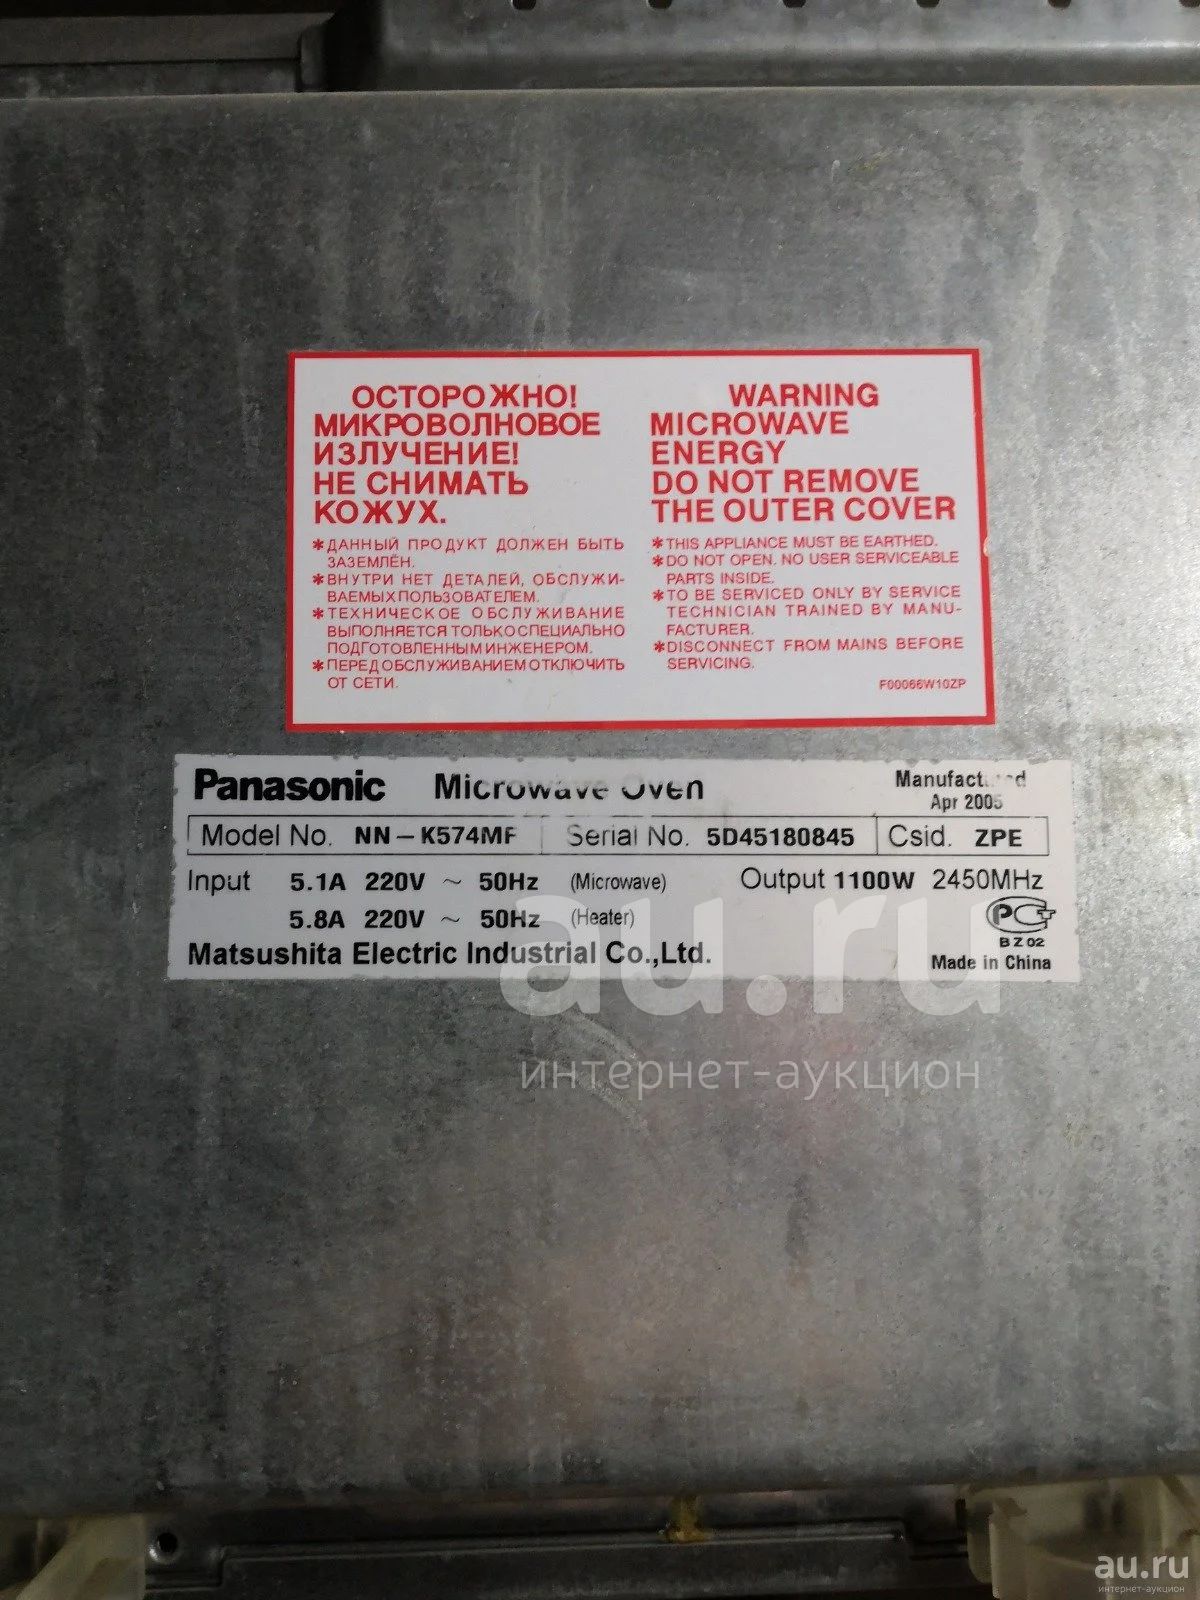 ОСТОРОЖНО!
МИКРОВОЛНОВОЕ
ИЗЛУЧЕНИЕ!
НЕ СНИМАТЬ
КОЖУХ.
*ДАННЫЙ ПРОДУКТ ДОЛЖЕН БЫТЬ
ЗАЗЕМЛЁН.
*ВНУТРИ НЕТ ДЕТАЛЕЙ, ОБСЛУЖИ-
ВАЕМЫХ ПОЛЬЗОВАТЕЛЕМ.
*ТЕХНИЧЕСКОЕ ОБСЛУЖИВАНИЕ
ВЫПОЛНЯЕТСЯ ТОЛЬКО СПЕЦИАЛЬНО
ПОДГОТОВЛЕННЫМ ИНЖЕНЕРОМ.
*ПЕРЕД ОБСЛУЖИВАНИЕМ ОТКЛЮЧИТЬ
ОТ СЕТИ.
WARNING
MICROWAVE
ENERGY
DO NOT REMOVE
THE OUTER COVER
*THIS APPLIANCE MUST BE EARTHED.
*DO NOT OPEN. NO USER SERVICEABLE
PARTS INSIDE.
*TO BE SERVICED ONLY BY SERVICE
TECHNICIAN TRAINED BY MANU-
FACTURER.
*DISCONNECT FROM MAINS BEFORE
SERVICING.
F00066W10ZP
Panasonic Microwave Oven
Manufactured
Apr 2005
Model No. NN-K574MF Serial No. 5D45180845 Csid. ZPE
Input 5.1A 220V ~ 50Hz (Microwave) Output 1100W 2450MHz
5.8A 220V ~ 50Hz (Heater)
РСТ
BZ02
Matsushita Electric Industrial Co.,Ltd.
Made in China
au.ru
интернет-аукцион
au.ru
интернет-аукцион